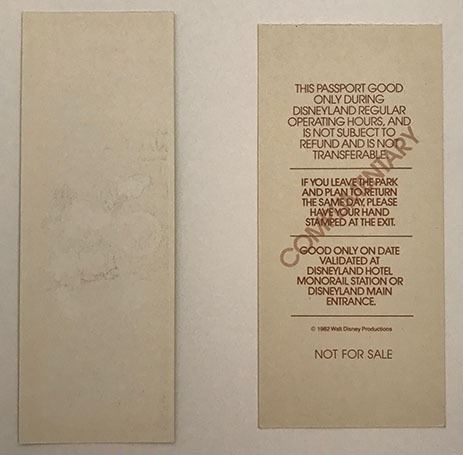 THIS PASSPORT GOOD
ONLY DURING
DISNEYLAND REGULAR
OPERATING HOURS, AND
IS NOT SUBJECT TO
REFUND AND IS NOT
TRANSFERABLE.
COMPLIMENTARY
IF YOU LEAVE THE PARK
AND PLAN TO RETURN
THE SAME DAY, PLEASE
HAVE YOUR HAND
STAMPED AT THE EXIT.
GOOD ONLY ON DATE
VALIDATED AT
DISNEYLAND HOTEL
MONORAIL STATION OR
DISNEYLAND MAIN
ENTRANCE.
© 1982 Walt Disney Productions
NOT FOR SALE